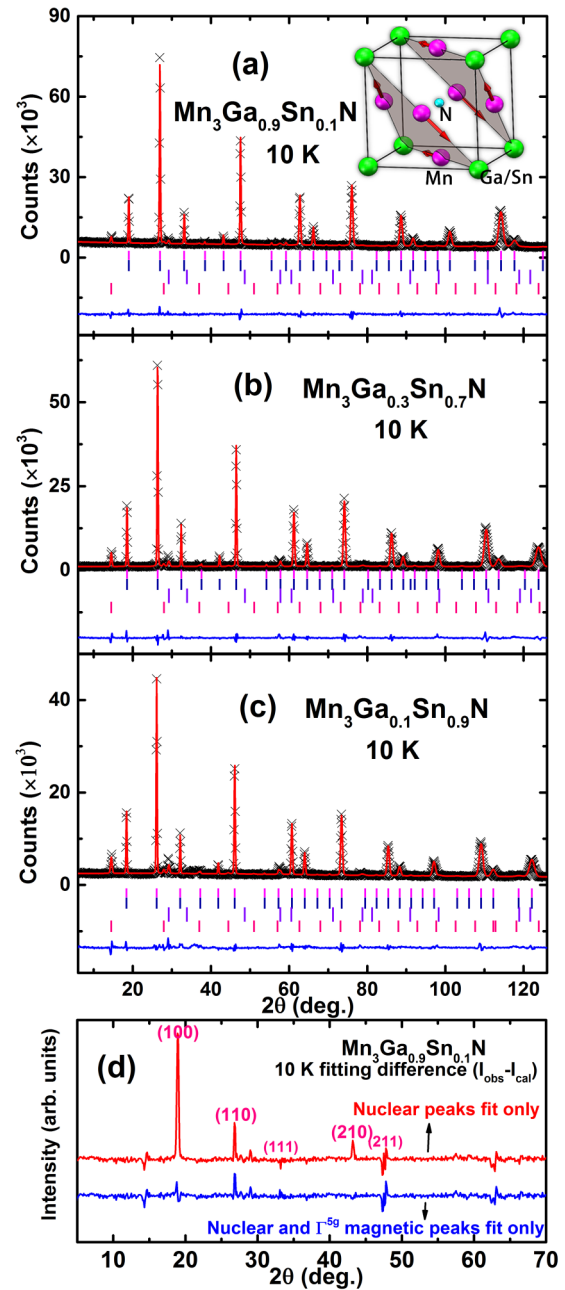 90
(a)
Mn3Ga0.9Sn0.1N
10 K
N
Mn
Ga/Sn
60
30
0
Counts (×10³)
(b)
Mn3Ga0.3Sn0.7N
10 K
50
25
0
Counts (×10³)
(c)
Mn3Ga0.1Sn0.9N
10 K
40
20
0
Counts (×10³)
20 40 60 80 100 120
2θ (deg.)
(d)
(100)
Mn3Ga0.9Sn0.1N
10 K fitting difference (Iobs-Ical)
Nuclear peaks fit only
(110)
(111)
(210)
(211)
Nuclear and Γ5g magnetic peaks fit only
Intensity (arb. units)
10 20 30 40 50 60 70
2θ (deg.)